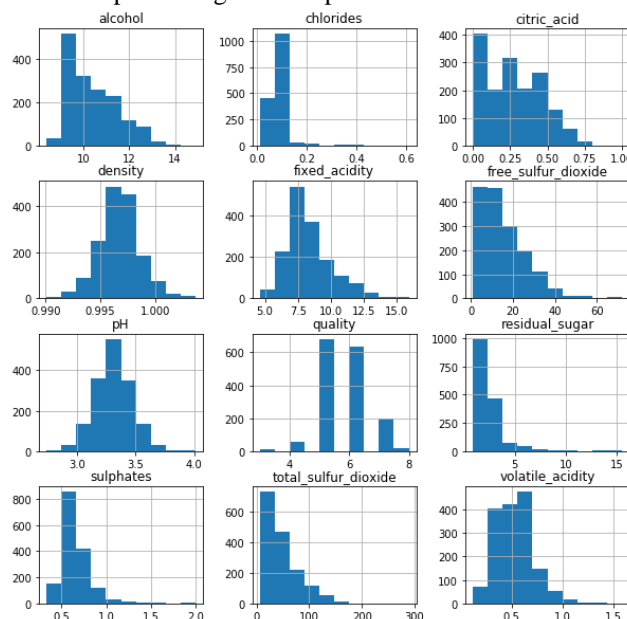 alcohol
400
200
0
10 12 14
chlorides
1000
750
500
250
0
0.0 0.2 0.4 0.6
citric_acid
400
300
200
100
0
0.00 0.25 0.50 0.75
density
400
200
0
0.990 0.995 1.000
fixed_acidity
400
200
0
5.0 7.5 10.0 12.5 15.0
free_sulfur_dioxide
400
300
200
100
0
0 20 40 60
pH
400
200
0
3.0 3.5 4.0
quality
600
400
200
0
4 6 8
residual_sugar
1000
750
500
250
0
5 10 15
sulphates
800
600
400
200
0
0.5 1.0 1.5 2.0
total_sulfur_dioxide
600
400
200
0
0 100 200 300
volatile_acidity
400
300
200
100
0
0.5 1.0 1.5